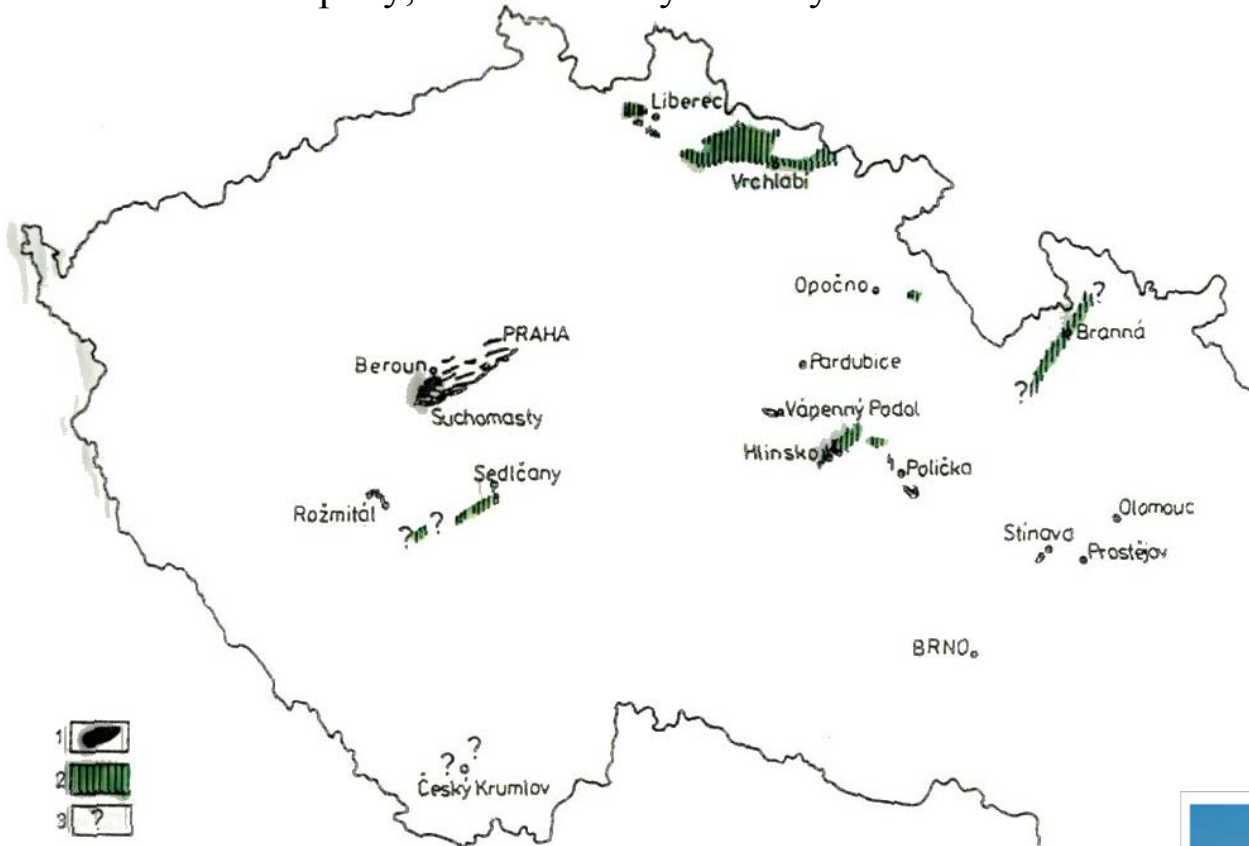 Liberec
Vrchlabí
Opočno
?
Branná
PRAHA
Beroun
Pardubice
?
Suchomasty
Vápenný Podol
Hlinsko
Polička
Sedlčany
Rožmitál
? ?
Olomouc
Stínava
Prostějov
BRNO
1
2
3 ?
? ?
Český Krumlov